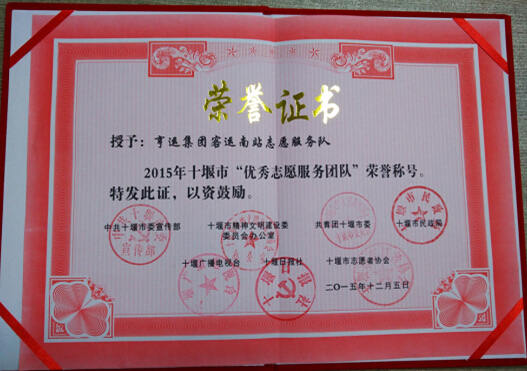 荣誉证书
授予：亨运集团客运南站志愿服务队
2015年十堰市“优秀志愿服务团队”荣誉称号。
特发此证，以资鼓励。
中共十堰市委宣传部 十堰市精神文明建设委员会办公室 共青团十堰市委 十堰市民政局
十堰广播电视台 十堰日报社 十堰市志愿者协会
二〇一五年十二月五日